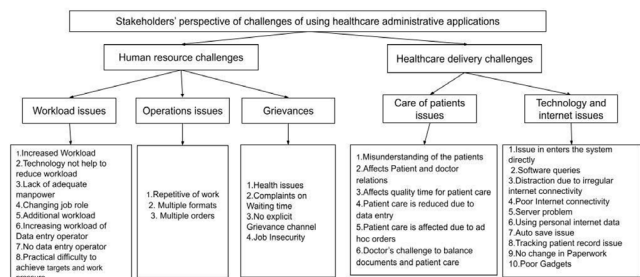 Stakeholders' perspective of challenges of using healthcare administrative applications
Human resource challenges
Healthcare delivery challenges
Workload issues
Operations issues
Grievances
Care of patients
issues
Technology and
internet issues
1.Increased Workload
2.Technology not help to
reduce workload
3.Lack of adequate
manpower
4.Changing job role
5.Additional workload
6.Increasing workload of
Data entry operator
7.No data entry operator
8.Practical difficulty to
achieve targets and work
1.Repetitive of work
2. Multiple formats
3. Multiple orders
1.Health issues
2.Complaints on
Waiting time
3.No explicit
Grievance channel
4.Job Insecurity
1.Misunderstanding of the patients
2.Affects Patient and doctor
relations
3.Affects quality time for patient care
4.Patient care is reduced due to
data entry
5.Patient care is affected due to
ad hoc orders
6.Doctor's challenge to balance
documents and patient care
1.Issue in enters the system
directly
2.Software queries
3.Distraction due to irregular
internet connectivity
4.Poor Internet connectivity
5.Server problem
6.Using personal internet data
7.Auto save issue
8.Tracking patient record issue
9.No change in Paperwork
10.Poor Gadgets